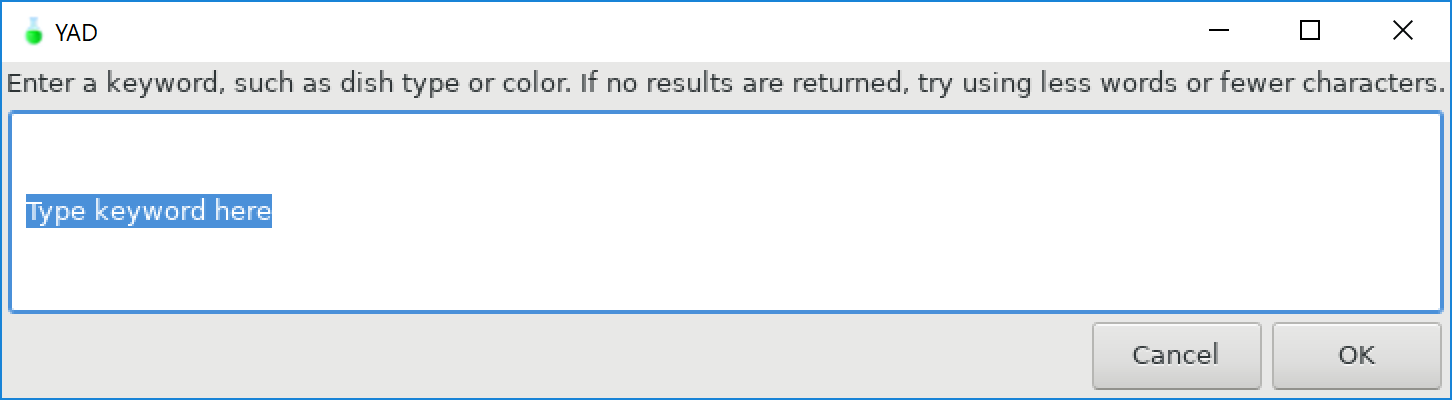 YAD
Enter a keyword, such as dish type or color. If no results are returned, try using less words or fewer characters.
Type keyword here
Cancel OK